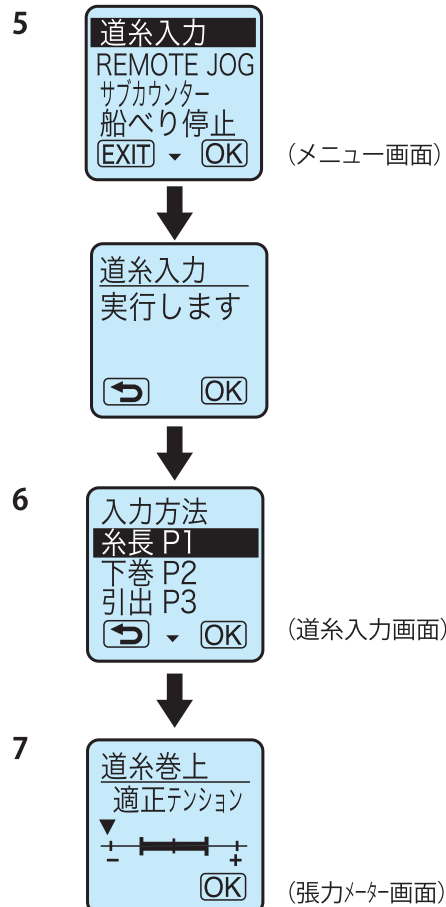 5
道糸入力
REMOTE JOG
サブカウンター
船べり停止
EXIT OK
(メニュー画面)
道糸入力
実行します
OK
6
入力方法
糸長 P1
下巻 P2
引出 P3
OK
(道糸入力画面)
7
道糸巻上
適正テンション
- +
OK
(張力メーター画面)